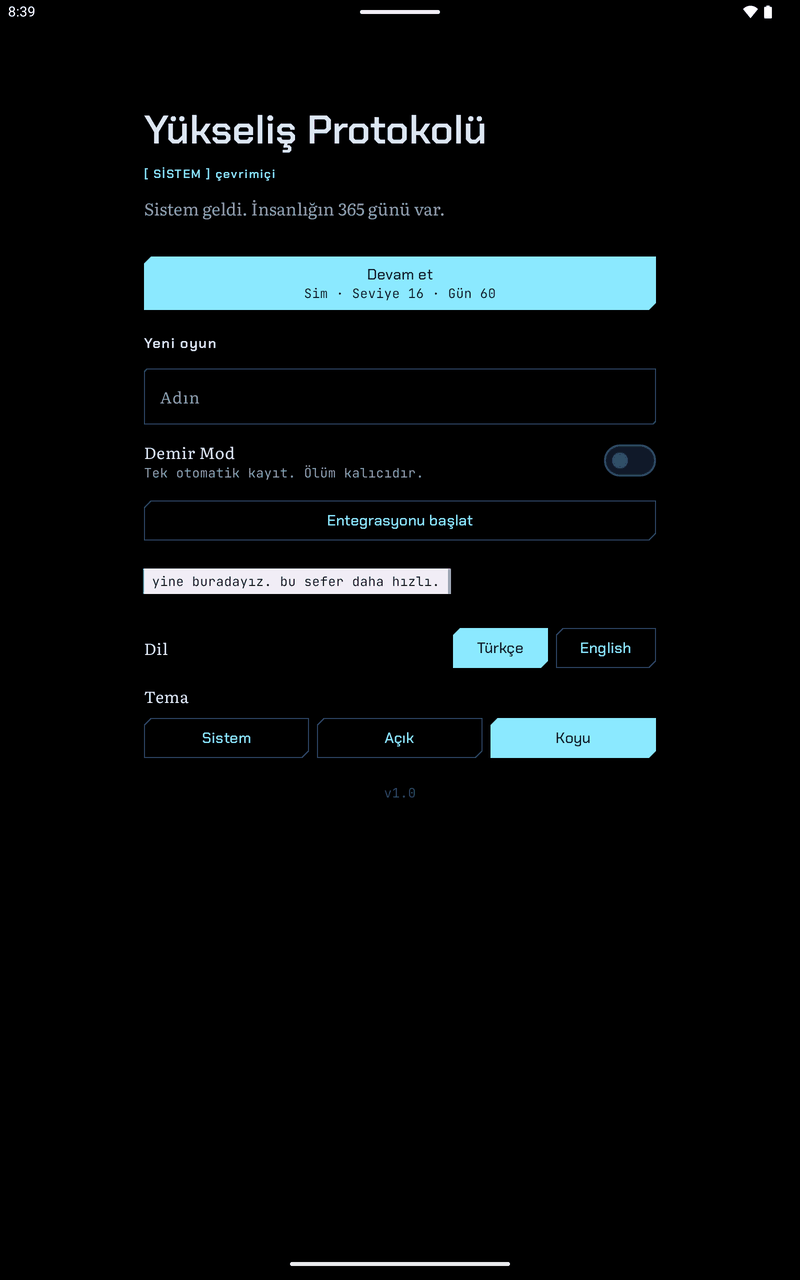 8:39
Yükseliş Protokolü
[ SİSTEM ] çevrimiçi
Sistem geldi. İnsanlığın 365 günü var.
Devam et
Sim · Seviye 16 · Gün 60
Yeni oyun
Adın
Demir Mod
Tek otomatik kayıt. Ölüm kalıcıdır.
Entegrasyonu başlat
yine buradayız. bu sefer daha hızlı.
Dil
Türkçe
English
Tema
Sistem
Açık
Koyu
v1.0